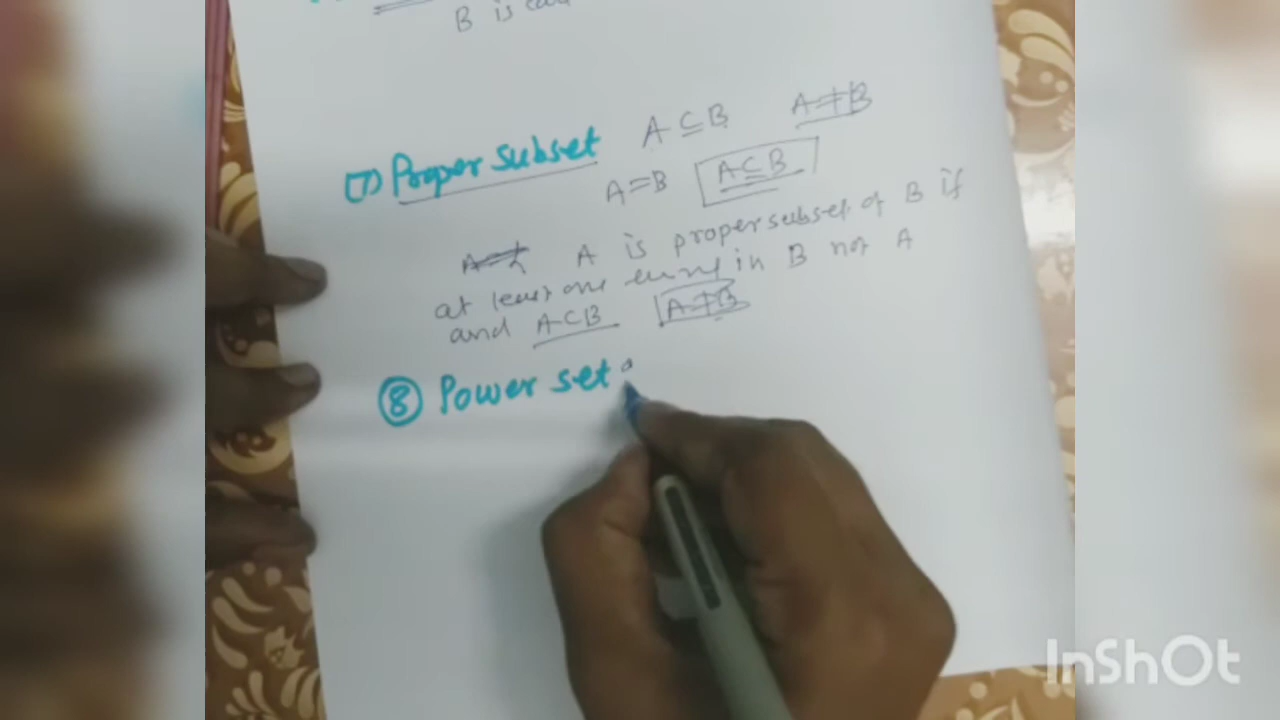 B is
(7) Proper subset A ⊆ B A ≠ B
A = B A ⊆ B
A is proper subset of B if
at least one in B not A
and A ⊂ B A ≠ B
⑧ Power set :
InShOt